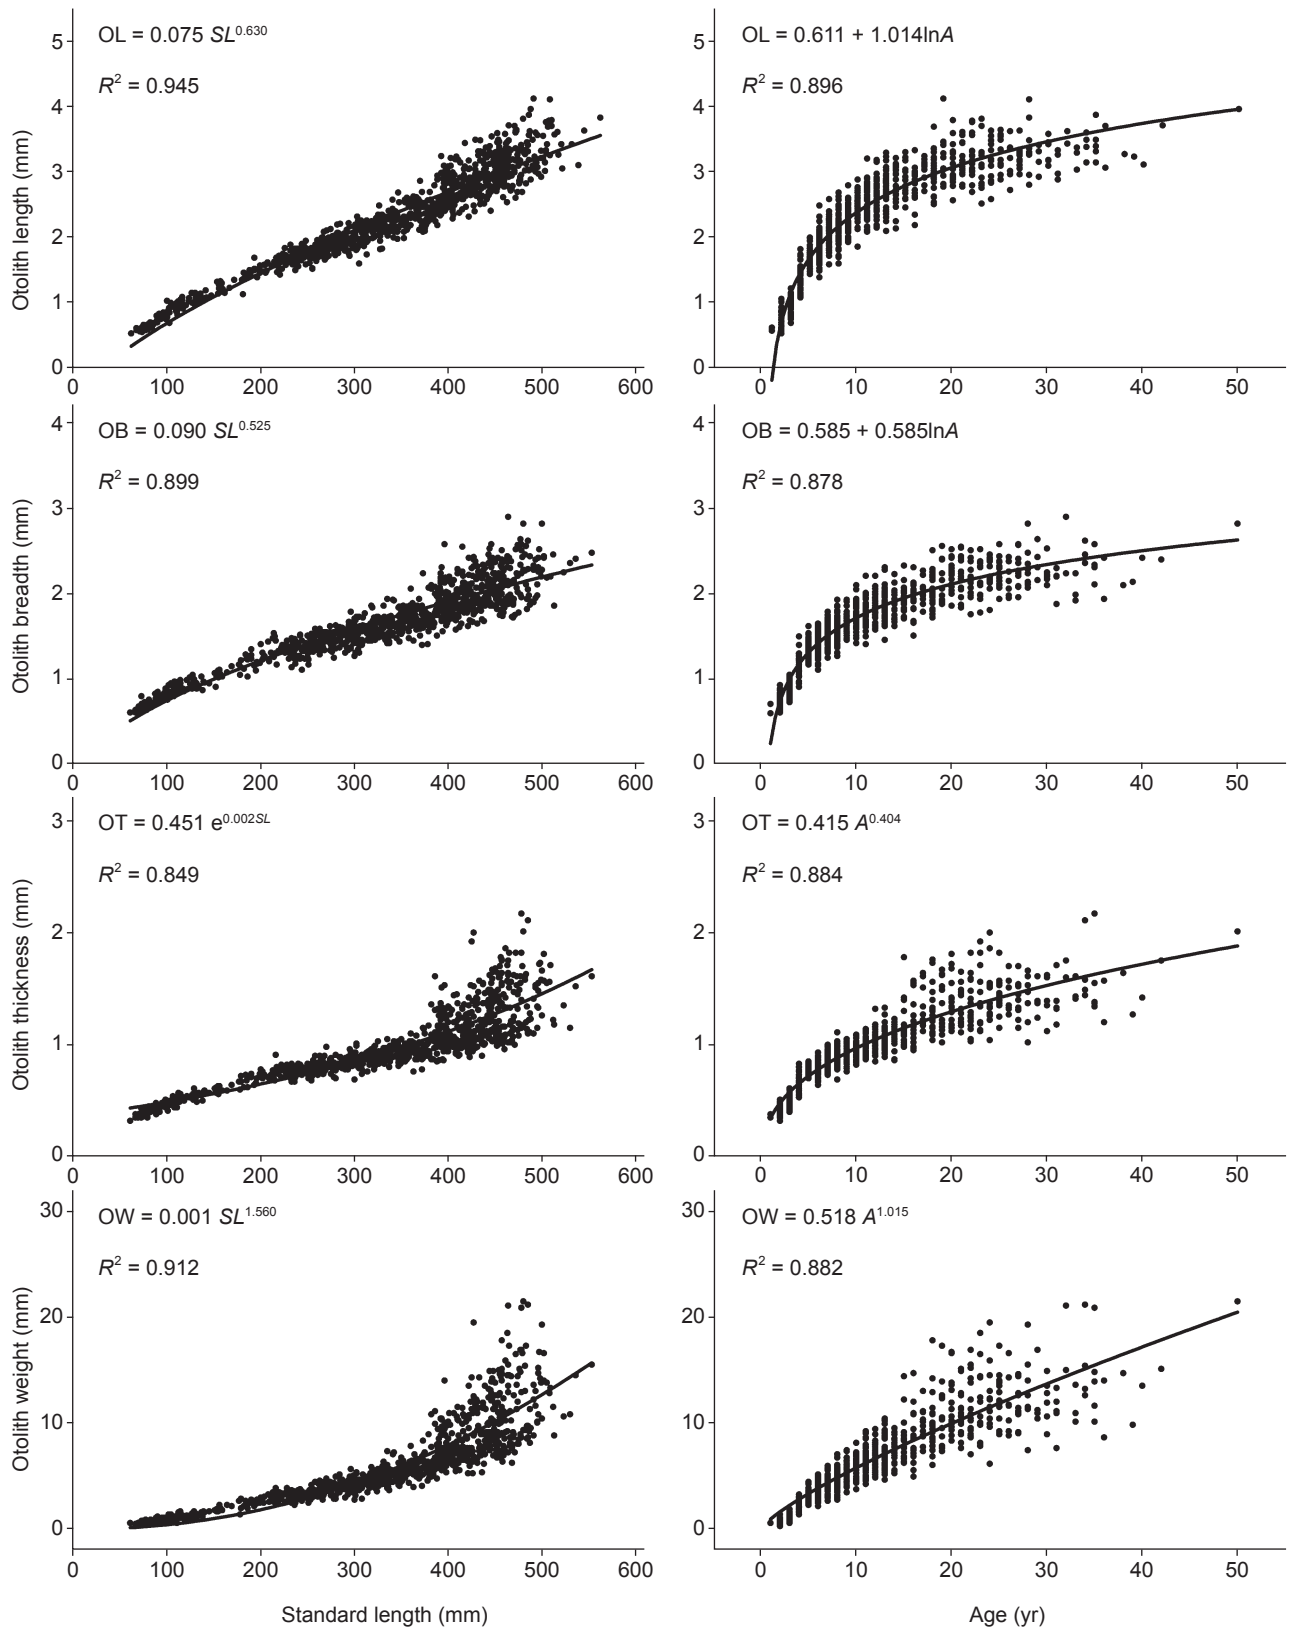 OL = 0.075 SL^0.630
R² = 0.945
Otolith length (mm)
5
4
3
2
1
0
0 100 200 300 400 500 600
OL = 0.611 + 1.014lnA
R² = 0.896
5
4
3
2
1
0
0 10 20 30 40 50
OB = 0.090 SL^0.525
R² = 0.899
Otolith breadth (mm)
4
3
2
1
0
0 100 200 300 400 500 600
OB = 0.585 + 0.585lnA
R² = 0.878
4
3
2
1
0
0 10 20 30 40 50
OT = 0.451 e^0.002SL
R² = 0.849
Otolith thickness (mm)
3
2
1
0
0 100 200 300 400 500 600
OT = 0.415 A^0.404
R² = 0.884
3
2
1
0
0 10 20 30 40 50
OW = 0.001 SL^1.560
R² = 0.912
Otolith weight (mm)
30
20
10
0
0 100 200 300 400 500 600
Standard length (mm)
OW = 0.518 A^1.015
R² = 0.882
30
20
10
0
0 10 20 30 40 50
Age (yr)